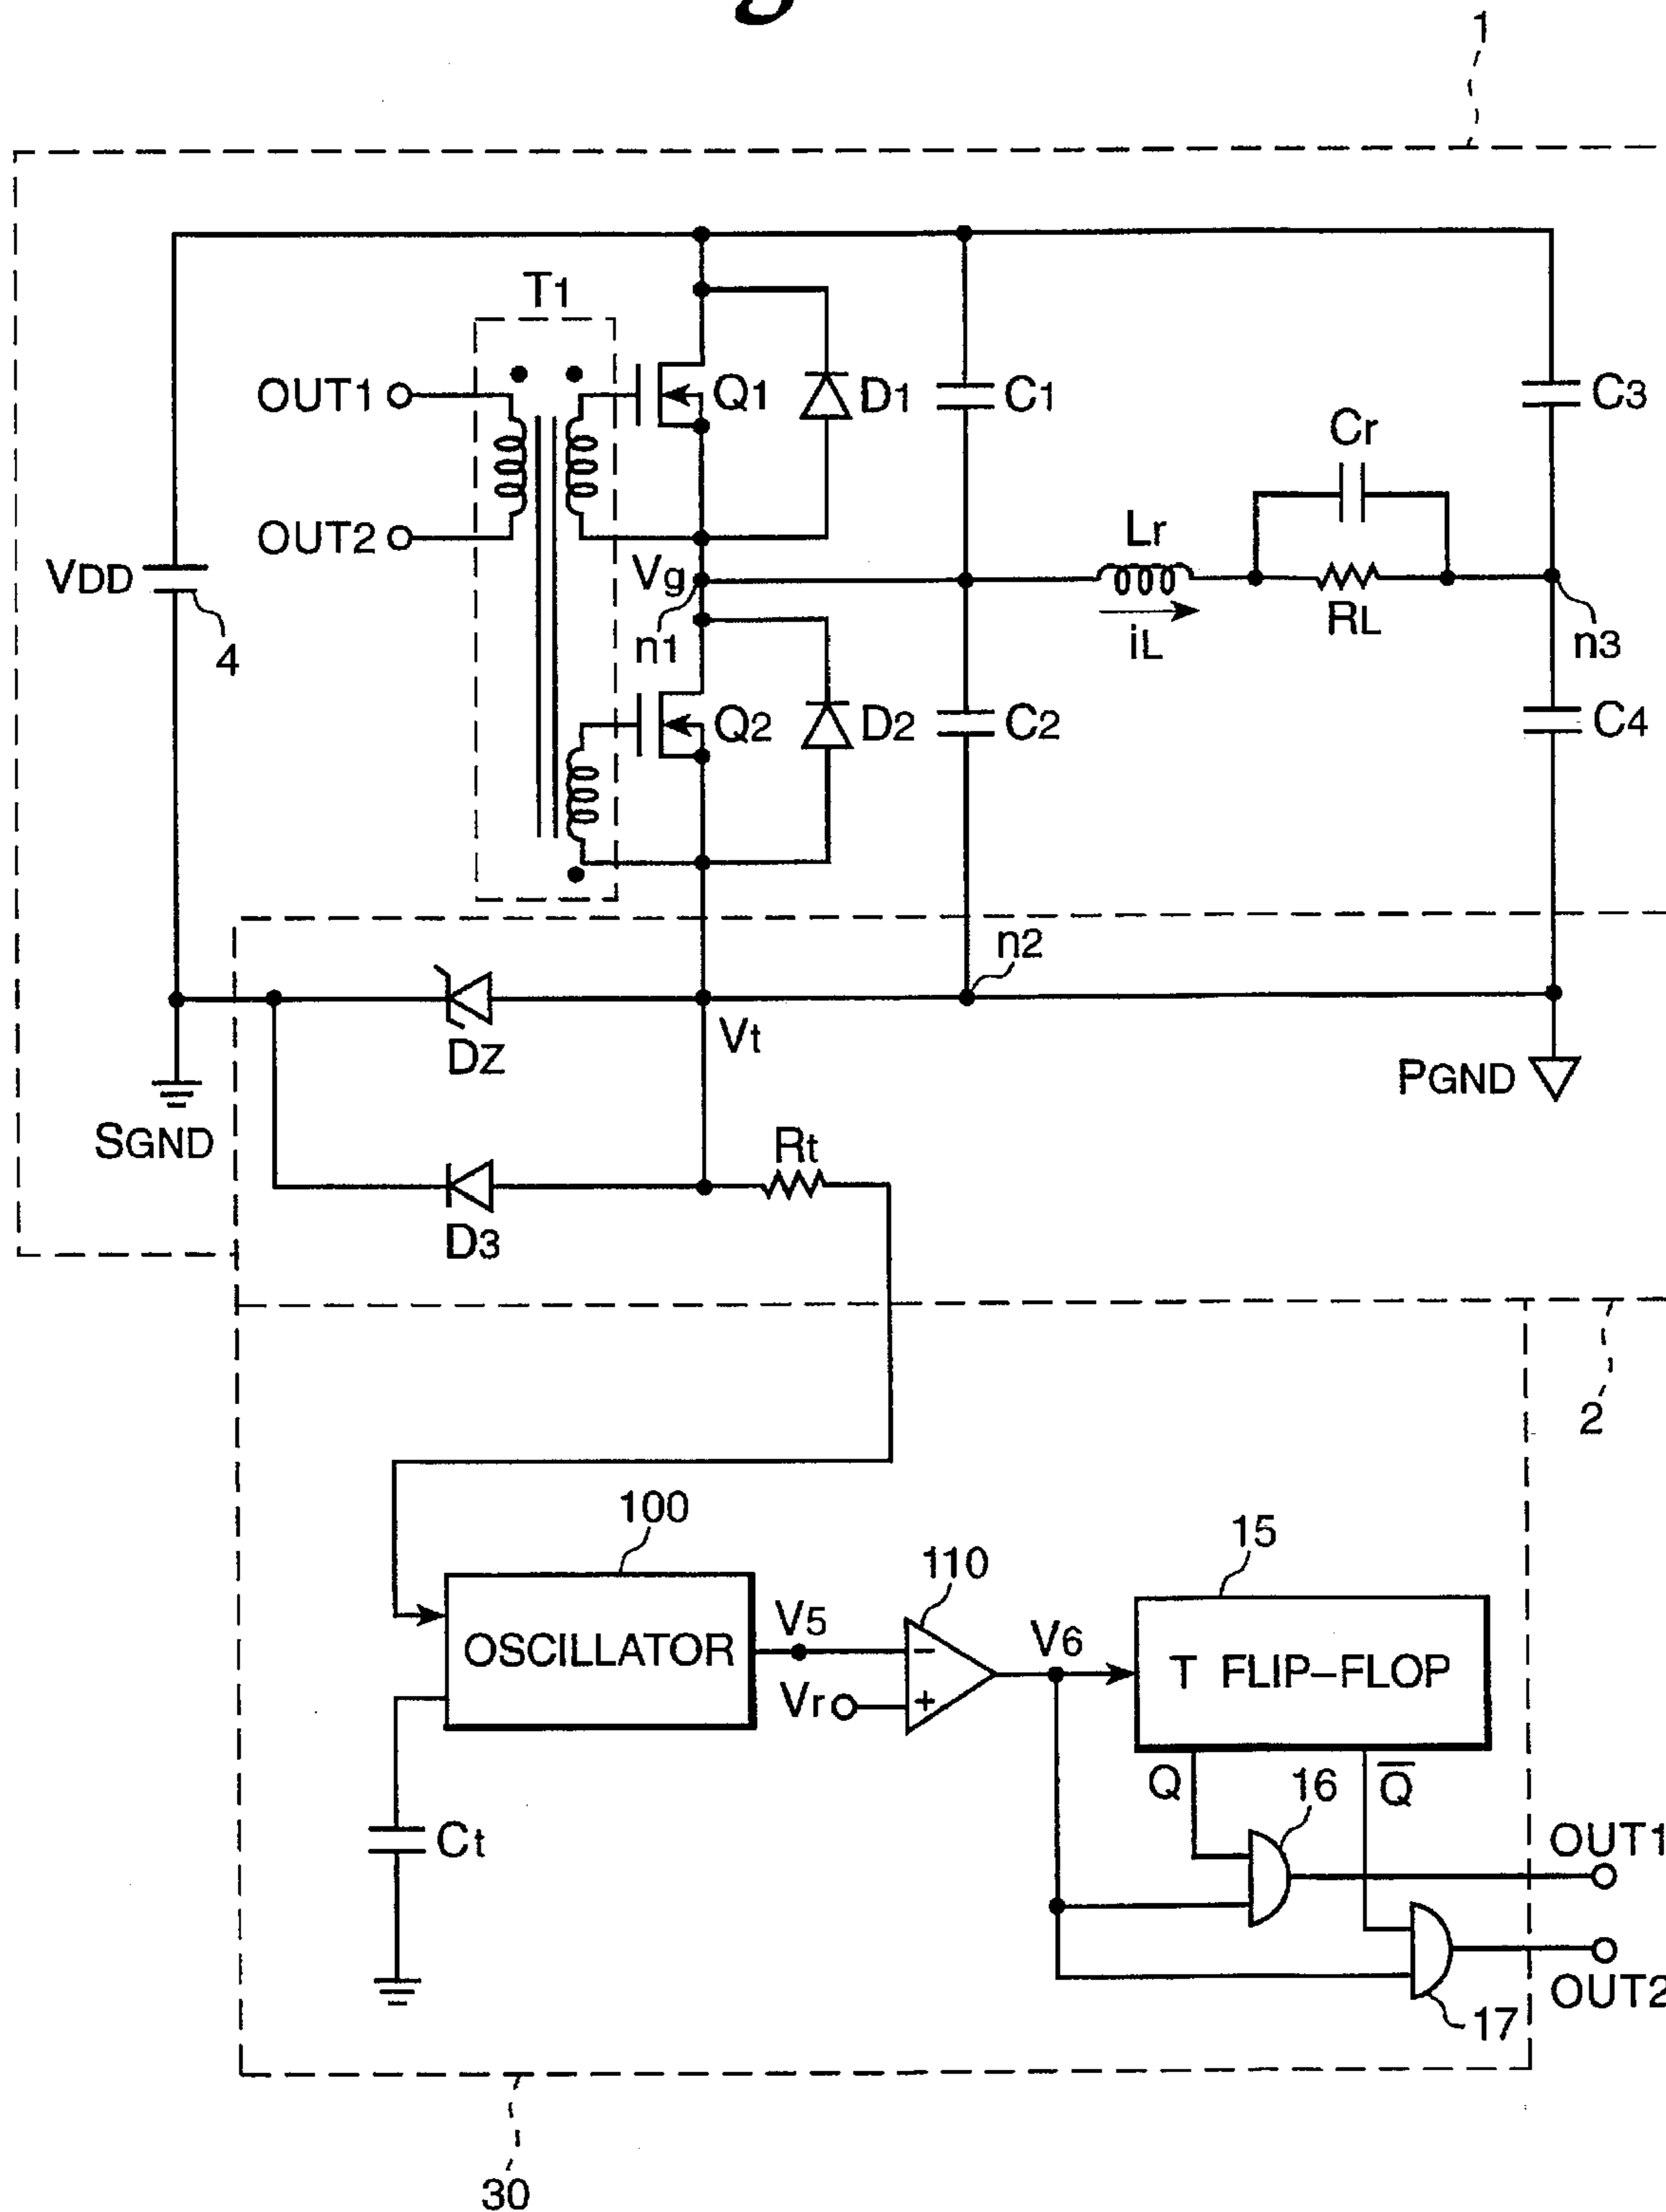 g
1
T1
OUT1
Q1
D1
C1
C3
Cr
OUT2
Lr
VDD
Vg
4
n1
iL
RL
n3
Q2
D2
C2
C4
n2
Vt
DZ
PGND
SGND
Rt
D3
2
100
15
110
V5
V6
OSCILLATOR
−
T FLIP−FLOP
Vr
+
Q
Q̅
16
Ct
OUT1
OUT2
17
30